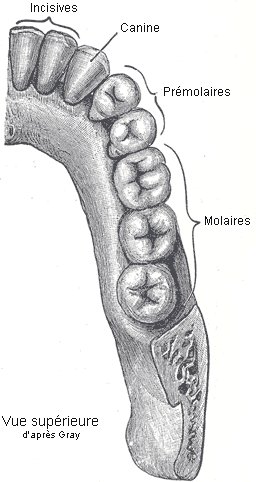 Incisives
Canine
Prémolaires
Molaires
Vue supérieure
d'après Gray